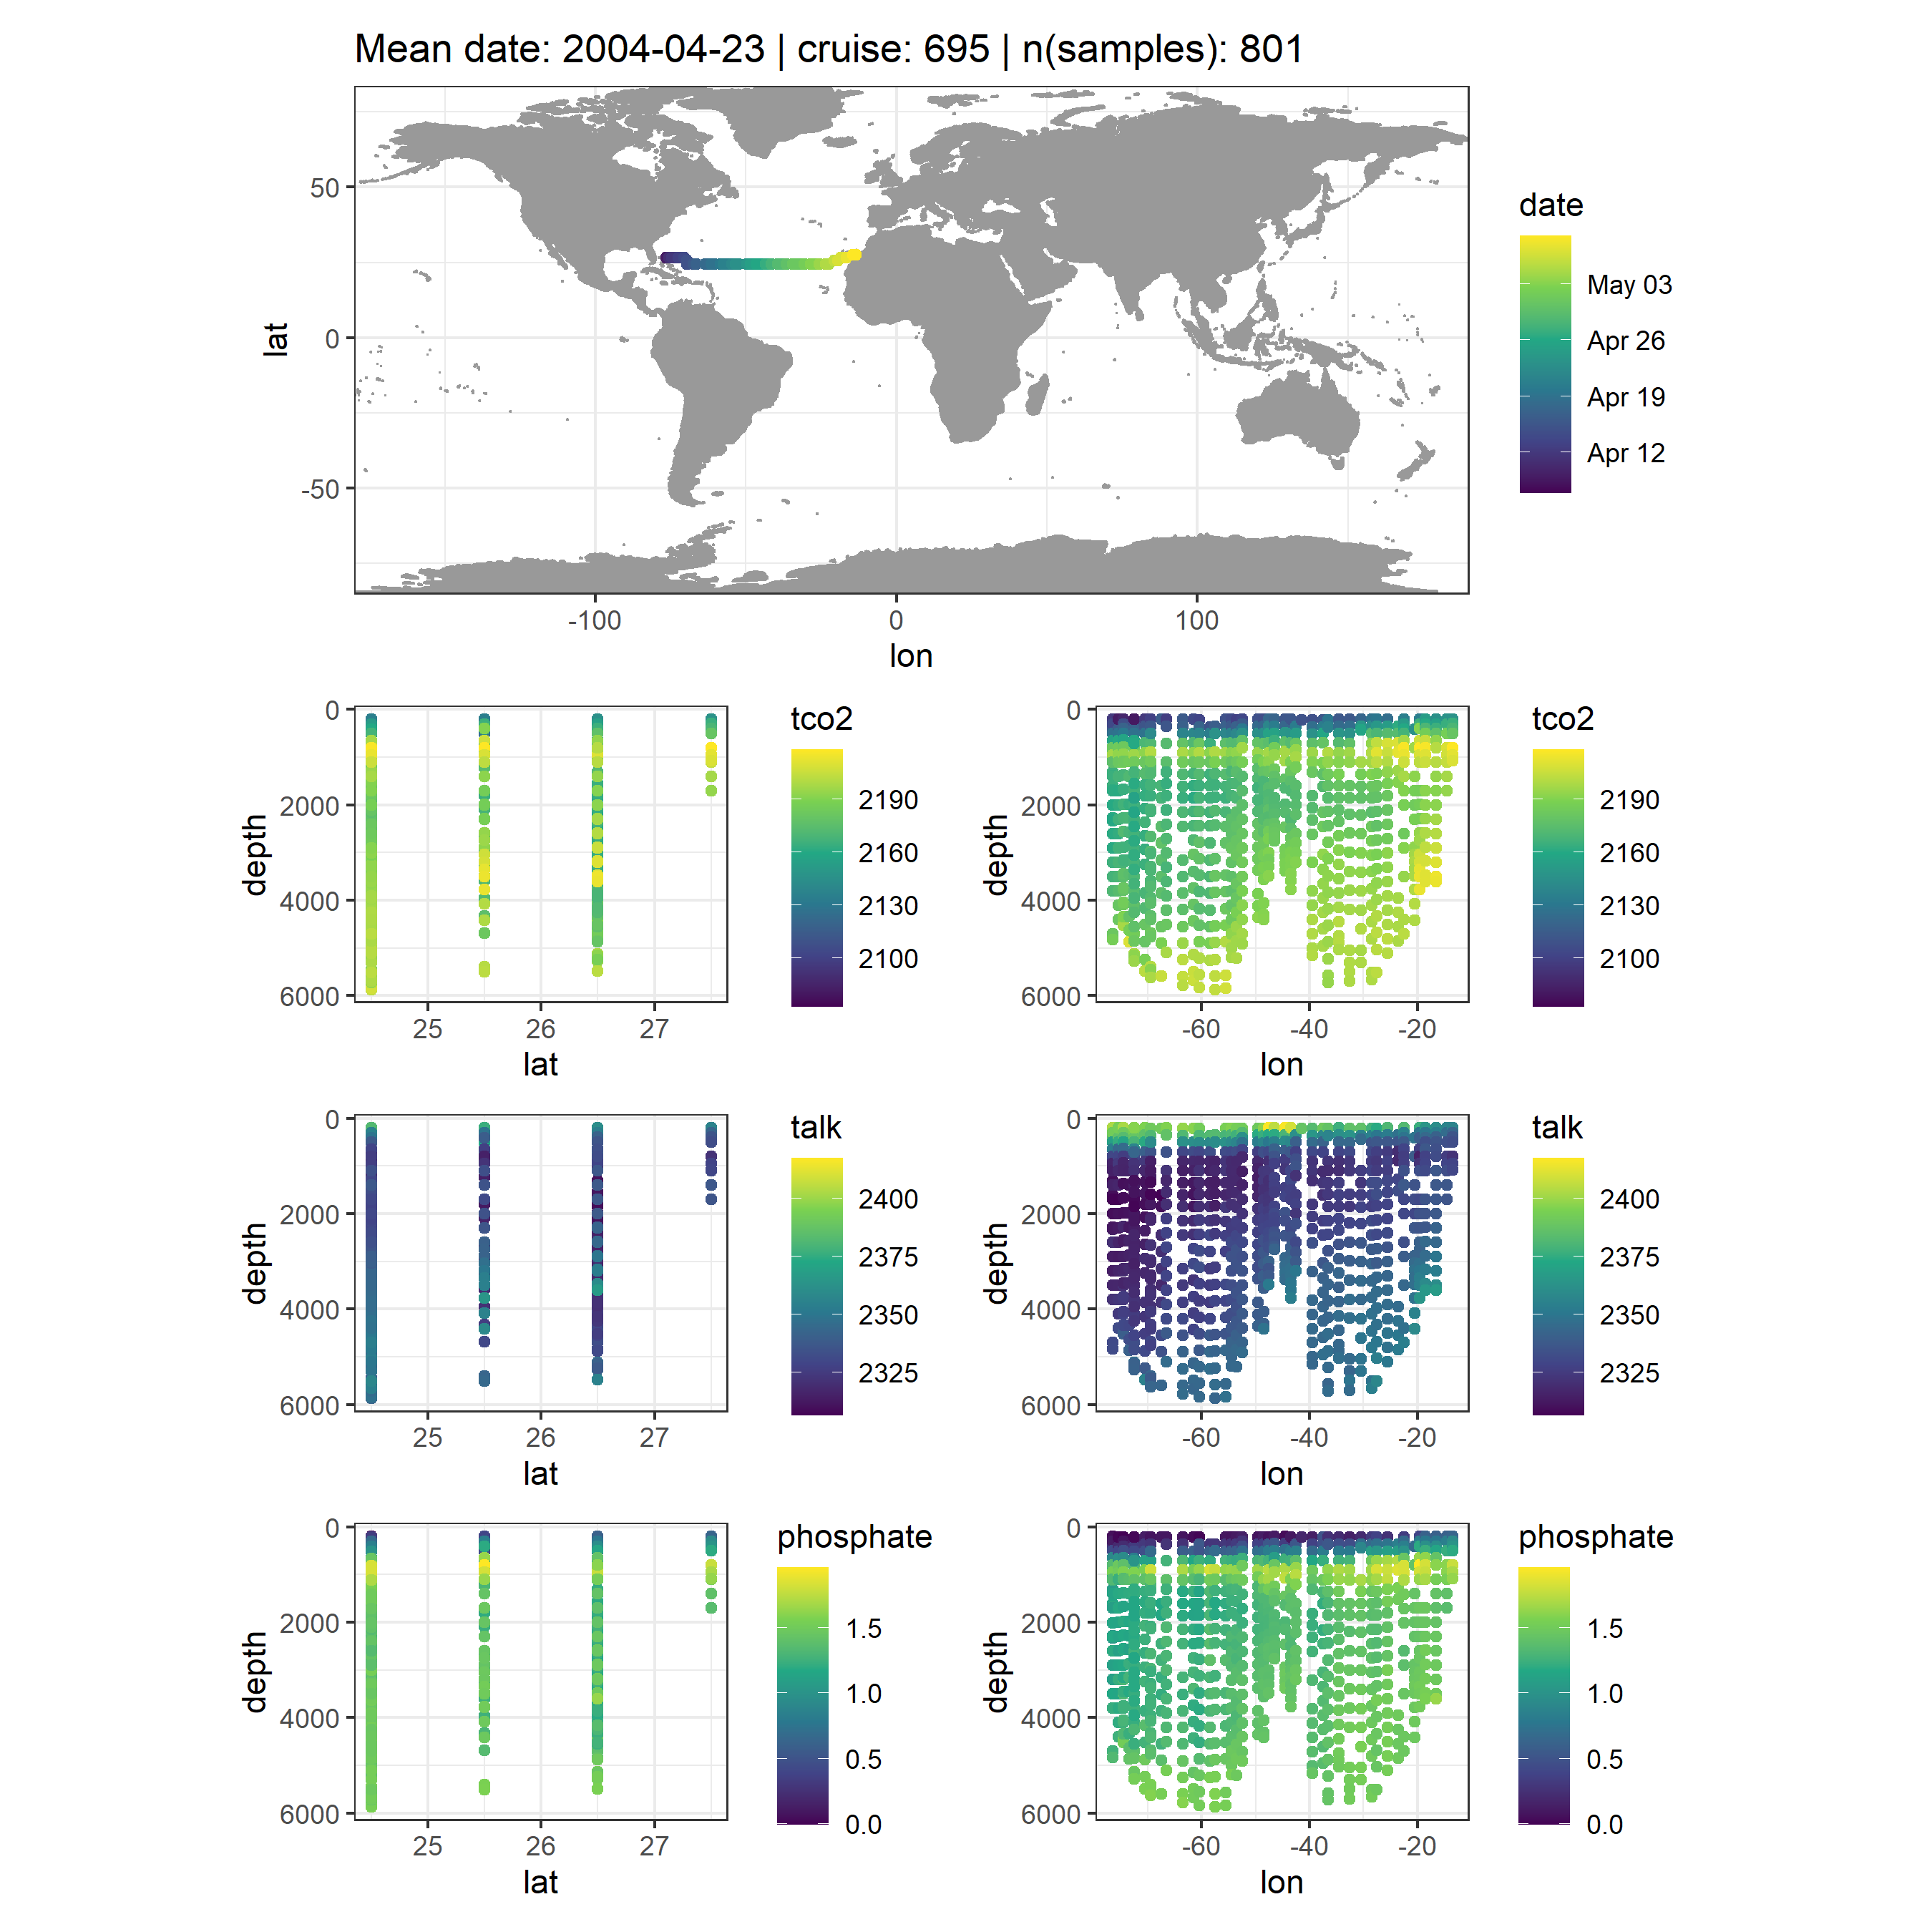 Mean date: 2004-04-23 | cruise: 695 | n(samples): 801
lat
50
0
-50
-100 0 100
lon
date
May 03
Apr 26
Apr 19
Apr 12
depth
0
2000
4000
6000
25 26 27
lat
tco2
2190
2160
2130
2100
depth
0
2000
4000
6000
-60 -40 -20
lon
tco2
2190
2160
2130
2100
depth
0
2000
4000
6000
25 26 27
lat
talk
2400
2375
2350
2325
depth
0
2000
4000
6000
-60 -40 -20
lon
talk
2400
2375
2350
2325
depth
0
2000
4000
6000
25 26 27
lat
phosphate
1.5
1.0
0.5
0.0
depth
0
2000
4000
6000
-60 -40 -20
lon
phosphate
1.5
1.0
0.5
0.0